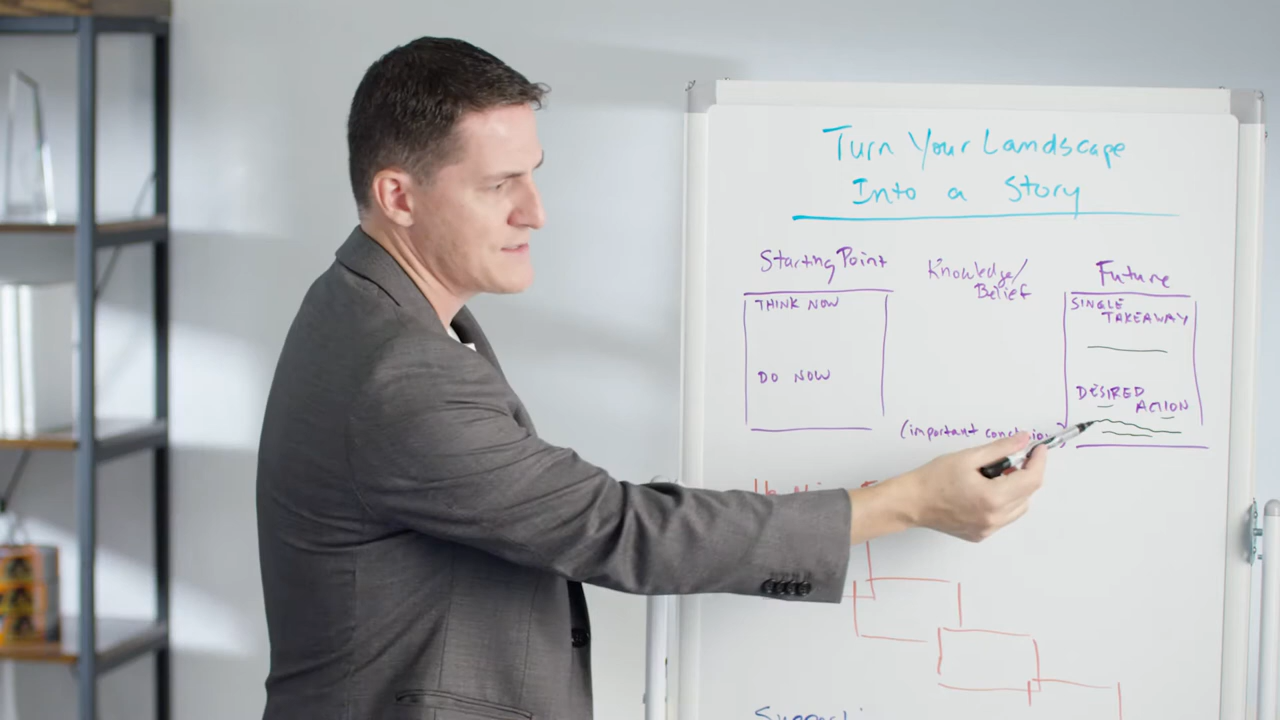 Turn Your Landscape
Into a Story
Starting Point
THINK NOW
DO NOW
Knowledge/
Belief
Future
SINGLE
TAKEAWAY
DESIRED
ACTION
(important